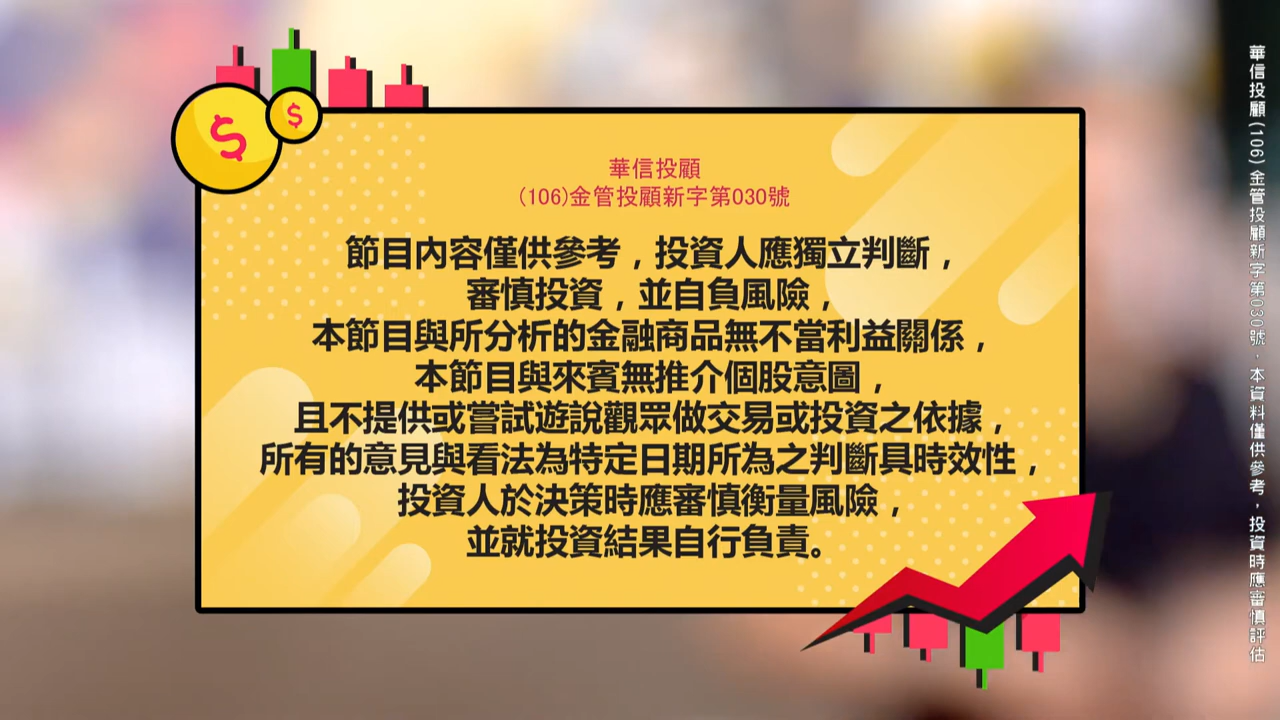 華信投顧
(106)金管投顧新字第030號
節目內容僅供參考，投資人應獨立判斷，
審慎投資，並自負風險，
本節目與所分析的金融商品無不當利益關係，
本節目與來賓無推介個股意圖，
且不提供或嘗試遊說觀眾做交易或投資之依據，
所有的意見與看法為特定日期所為之判斷具時效性，
投資人於決策時應審慎衡量風險，
並就投資結果自行負責。
$
$
華信投顧(106)金管投顧新字第030號．本資料僅供參考，投資時應審慎評估